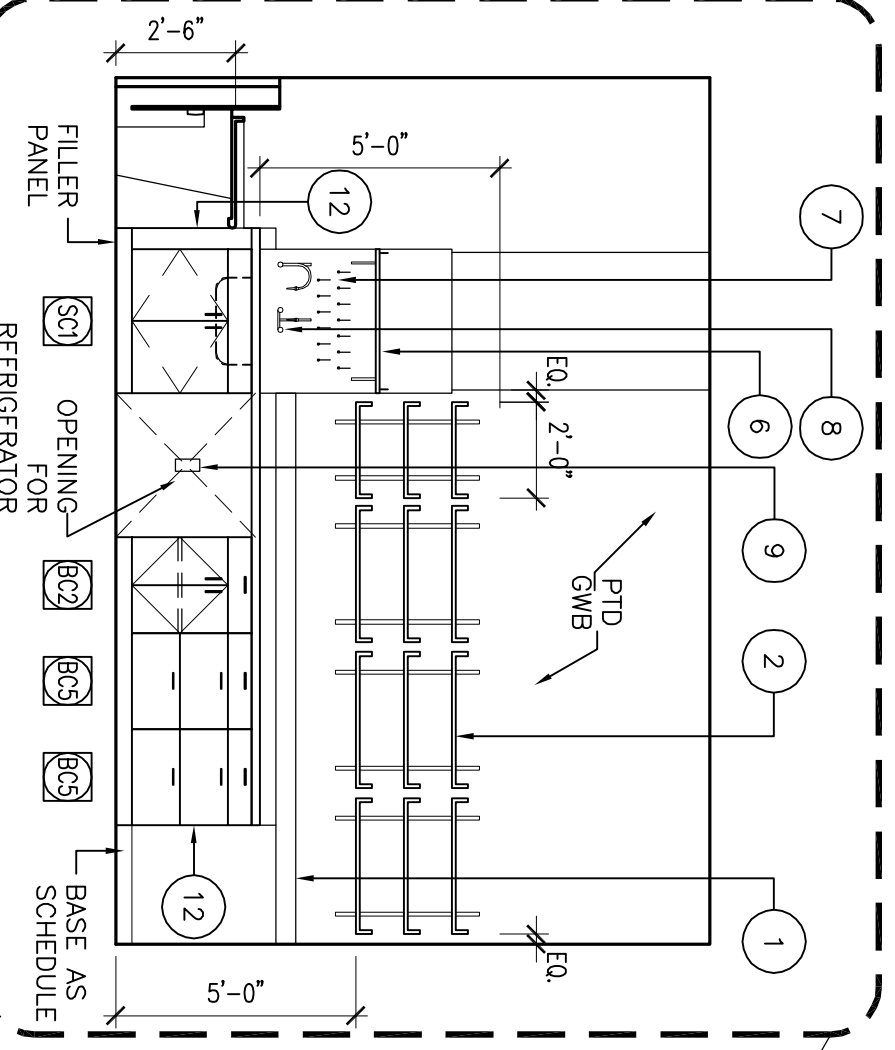 7
8
6
9
2
1
PTD
GWB
EQ.
2'-0"
EQ.
5'-0"
12
2'-6"
5'-0"
12
FILLER
PANEL
SC1
OPENING
FOR
REFRIGERATOR
BC2
BC5
BC5
BASE AS
SCHEDULE